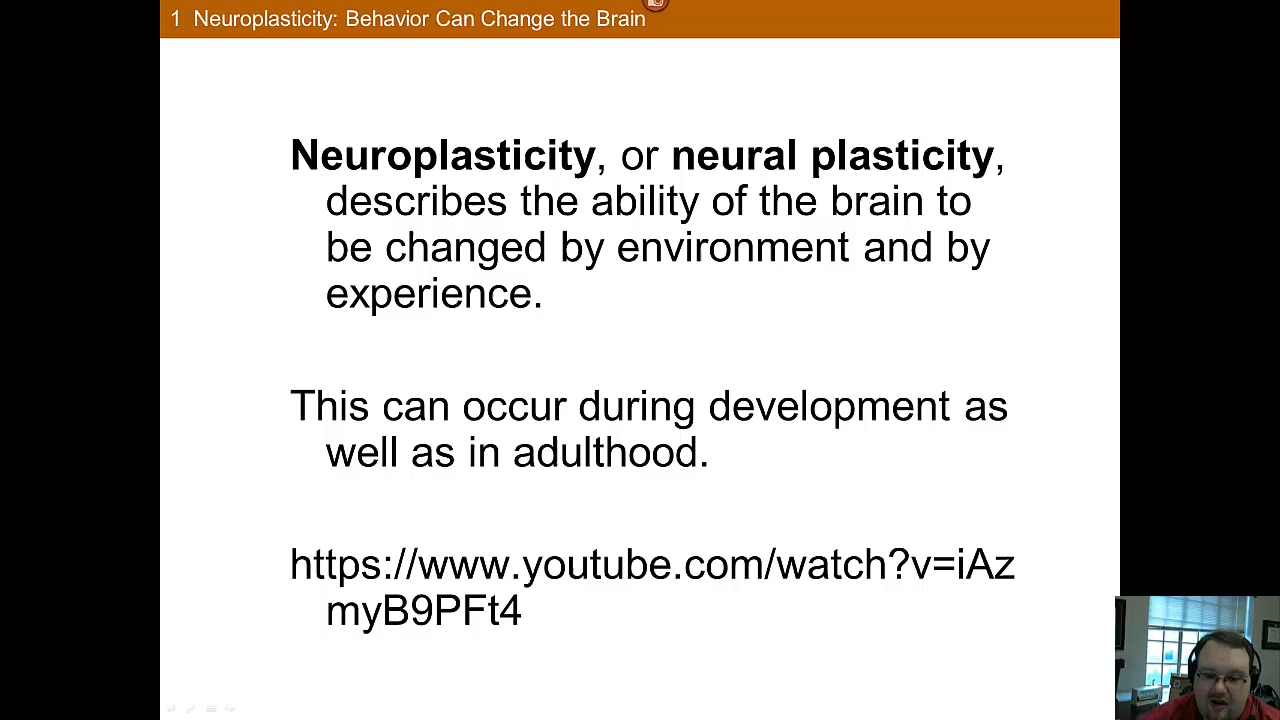 1 Neuroplasticity: Behavior Can Change the Brain
Neuroplasticity, or neural plasticity,
describes the ability of the brain to
be changed by environment and by
experience.
This can occur during development as
well as in adulthood.
https://www.youtube.com/watch?v=iAz
myB9PFt4